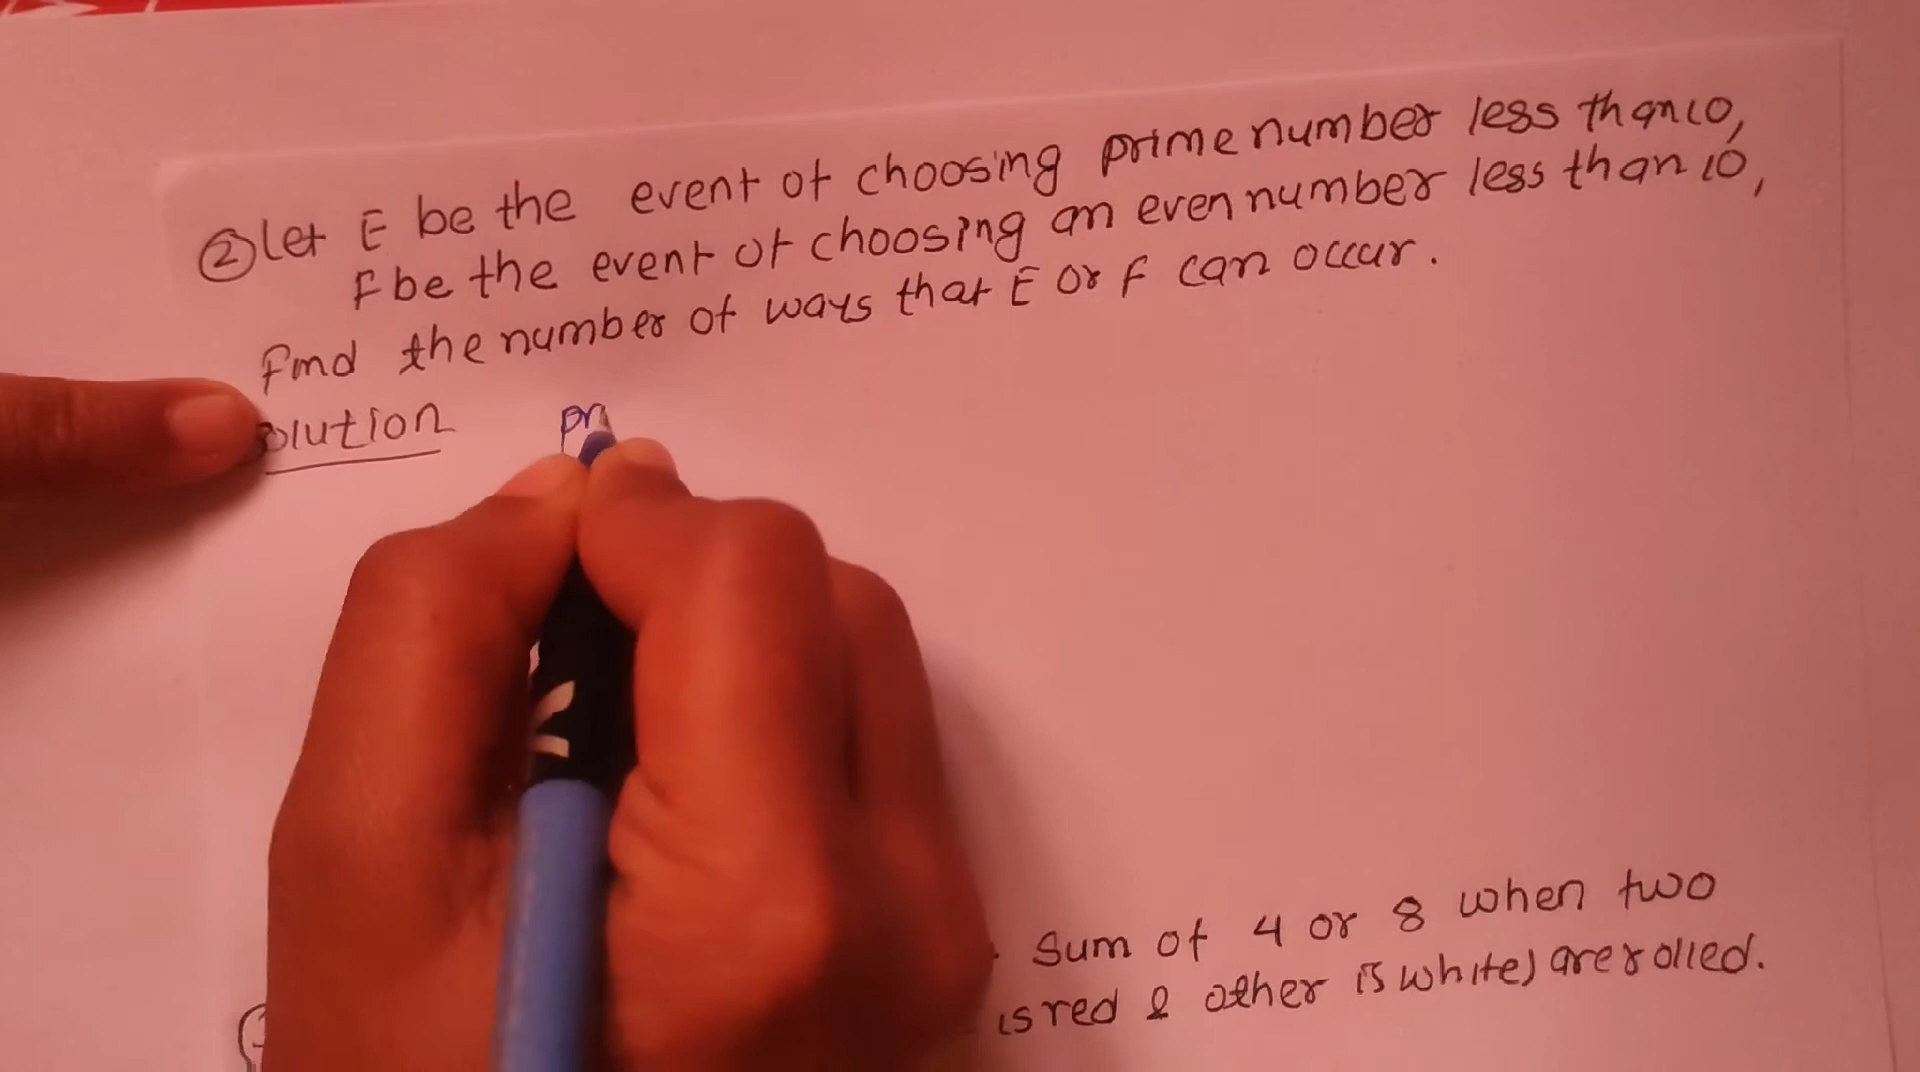 ② Let E be the event of choosing prime number less than 10,
F be the event of choosing an even number less than 10,
Find the number of ways that E or F can occur.
Solution
pr
Sum of 4 or 8 when two
is red & other is white) are rolled.